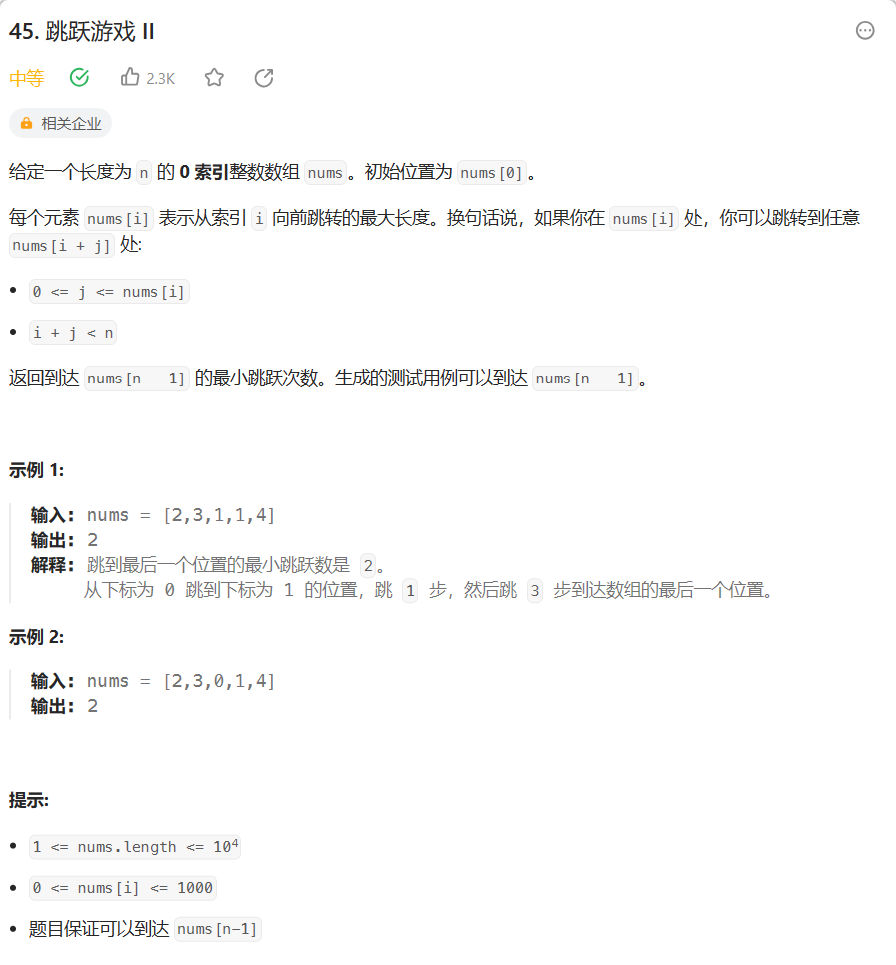 45. 跳跃游戏 II
中等 2.3K
相关企业
给定一个长度为 n 的 0 索引整数数组 nums。初始位置为 nums[0]。
每个元素 nums[i] 表示从索引 i 向前跳转的最大长度。换句话说，如果你在 nums[i] 处，你可以跳转到任意
nums[i + j] 处:
• 0 <= j <= nums[i]
• i + j < n
返回到达 nums[n   1] 的最小跳跃次数。生成的测试用例可以到达 nums[n   1]。
示例 1:
输入: nums = [2,3,1,1,4]
输出: 2
解释: 跳到最后一个位置的最小跳跃数是 2。
从下标为 0 跳到下标为 1 的位置，跳 1 步，然后跳 3 步到达数组的最后一个位置。
示例 2:
输入: nums = [2,3,0,1,4]
输出: 2
提示:
• 1 <= nums.length <= 10⁴
• 0 <= nums[i] <= 1000
• 题目保证可以到达 nums[n-1]